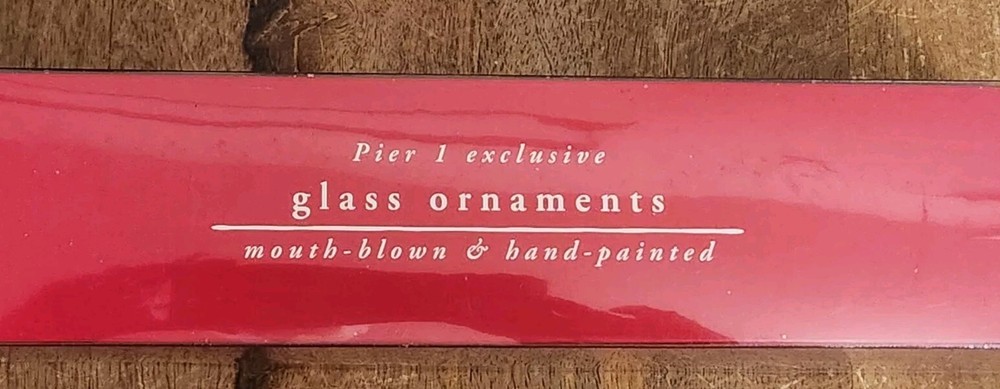 Pier 1 exclusive
glass ornaments
mouth-blown & hand-painted